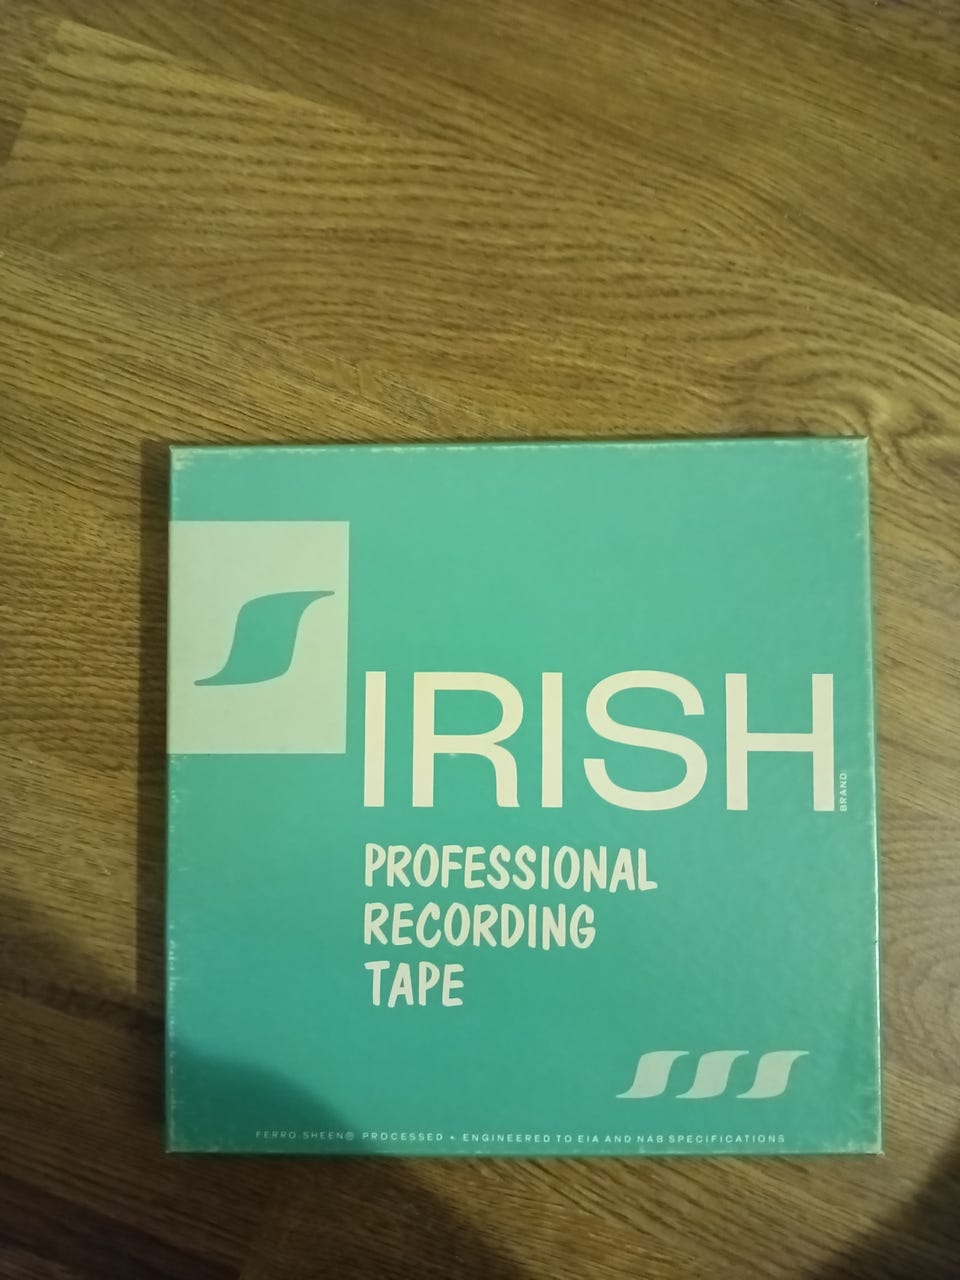 IRISH
BRAND
PROFESSIONAL
RECORDING
TAPE
FERRO-SHEEN® PROCESSED • ENGINEERED TO EIA AND NAB SPECIFICATIONS